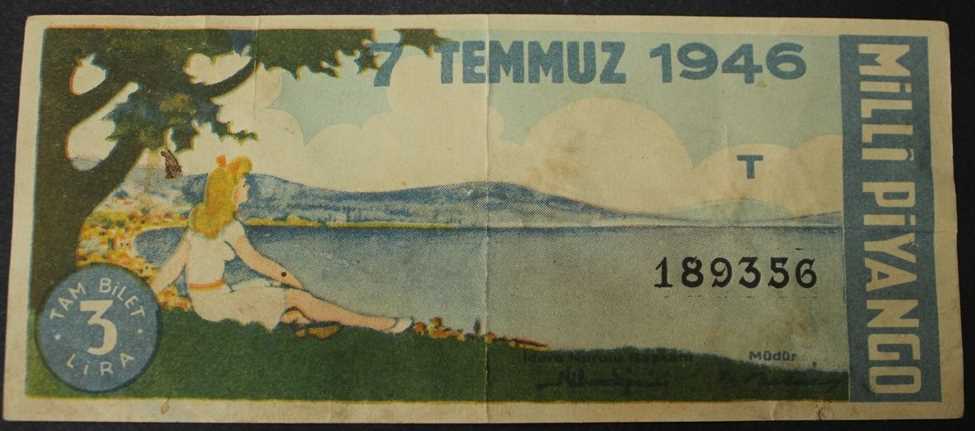 7 TEMMUZ 1946
MİLLÎ PİYANGO
T
189356
TAM BİLET
3
LİRA
Müdür